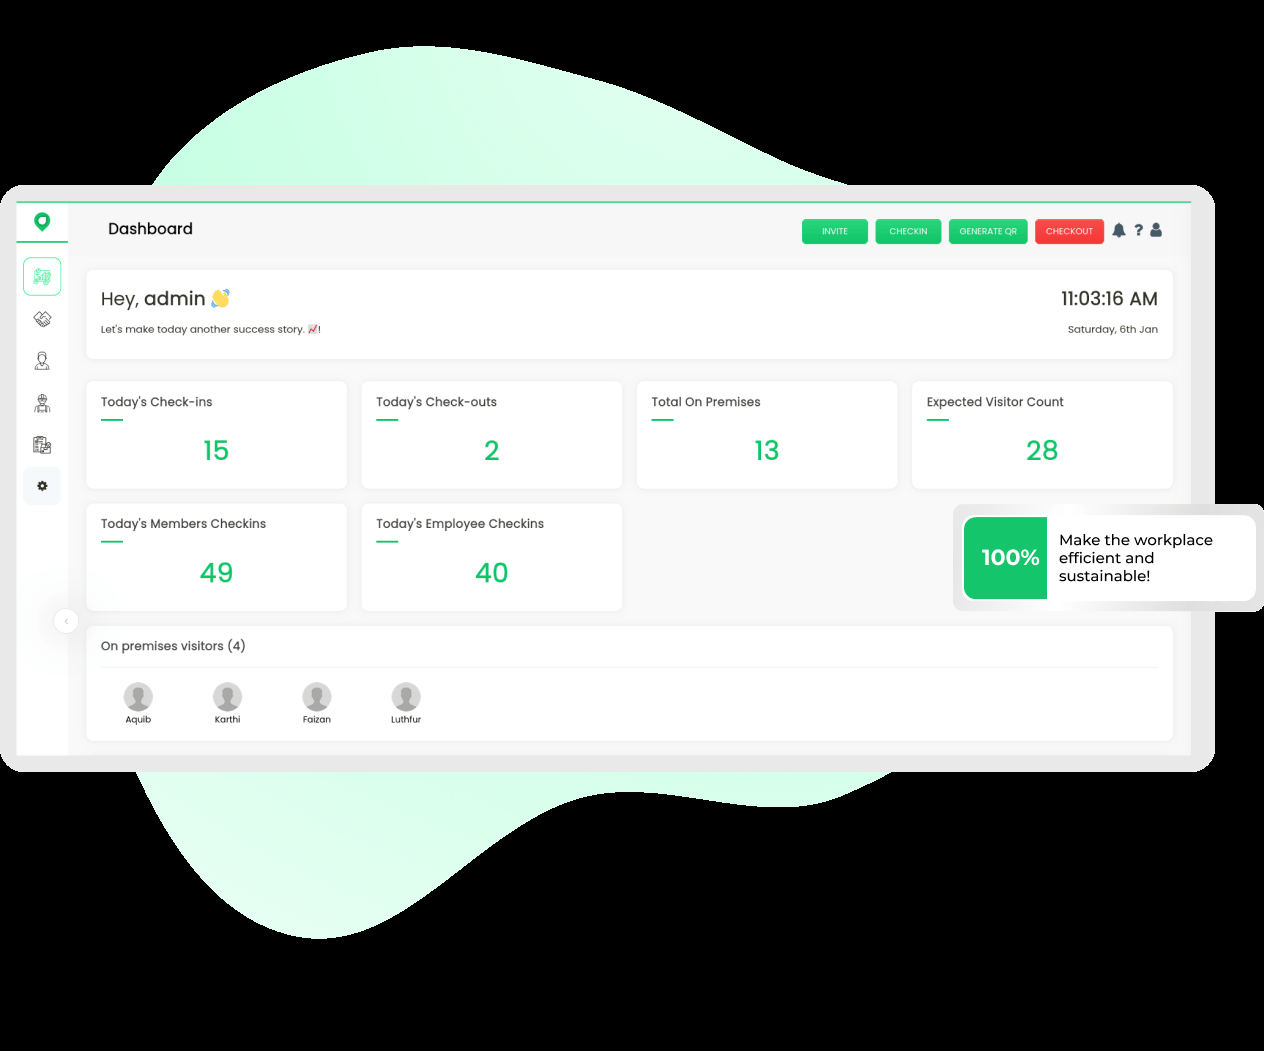 Dashboard
INVITE
CHECKIN
GENERATE QR
CHECKOUT
?
Hey, admin 👋
11:03:16 AM
Let's make today another success story. 📈!
Saturday, 6th Jan
Today's Check-ins
15
Today's Check-outs
2
Total On Premises
13
Expected Visitor Count
28
Today's Members Checkins
49
Today's Employee Checkins
40
100%
Make the workplace
efficient and
sustainable!
On premises visitors (4)
Aquib
Karthi
Faizan
Luthfur